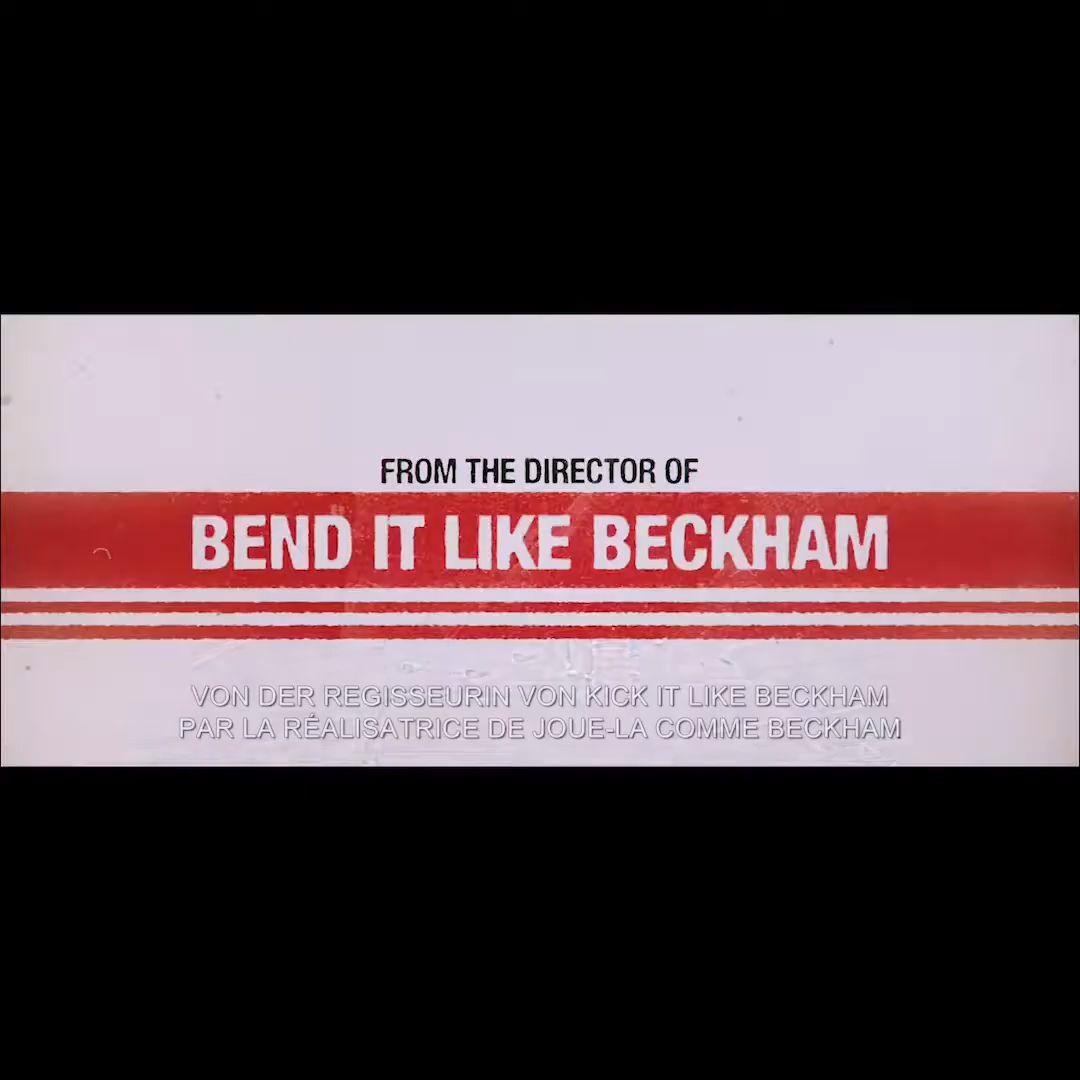 FROM THE DIRECTOR OF
BEND IT LIKE BECKHAM
VON DER REGISSEURIN VON KICK IT LIKE BECKHAM
PAR LA RÉALISATRICE DE JOUE-LA COMME BECKHAM